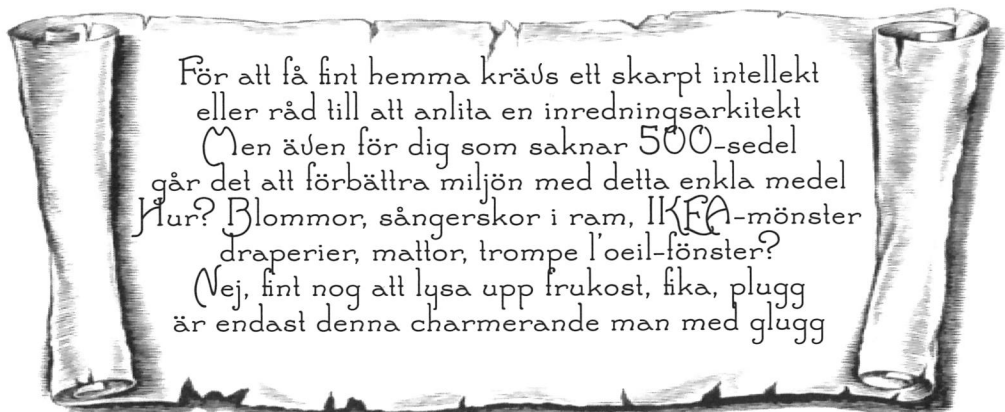 För att få fint hemma krävs ett skarpt intellekt
eller råd till att anlita en inredningsarkitekt
Men även för dig som saknar 500-sedel
går det att förbättra miljön med detta enkla medel
Hur? Blommor, sångerskor i ram, IKEA-mönster
draperier, mattor, trompe l'oeil-fönster?
Nej, fint nog att lysa upp frukost, fika, plugg
är endast denna charmerande man med glugg